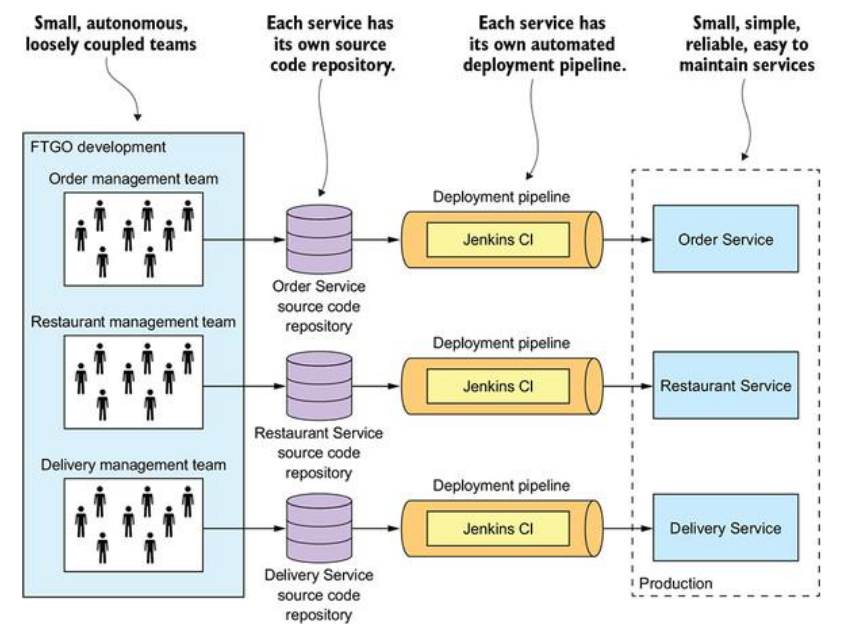 Small, autonomous,
loosely coupled teams
Each service has
its own source
code repository.
Each service has
its own automated
deployment pipeline.
Small, simple,
reliable, easy to
maintain services
FTGO development
Order management team
Deployment pipeline
Jenkins CI
Order Service
Order Service
source code
repository
Restaurant management team
Deployment pipeline
Jenkins CI
Restaurant Service
Restaurant Service
source code
repository
Delivery management team
Deployment pipeline
Jenkins CI
Delivery Service
Delivery Service
source code
repository
Production